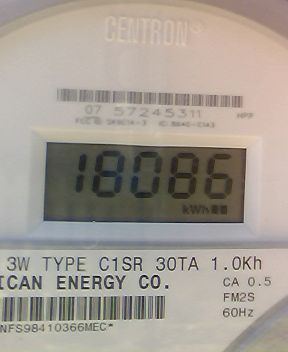 CENTRON®
07 57245311 HPF
18086
kWh
3W TYPE C1SR 30TA 1.0Kh
ICAN ENERGY CO. CA 0.5
FM2S
60Hz
NFS98410366MEC*